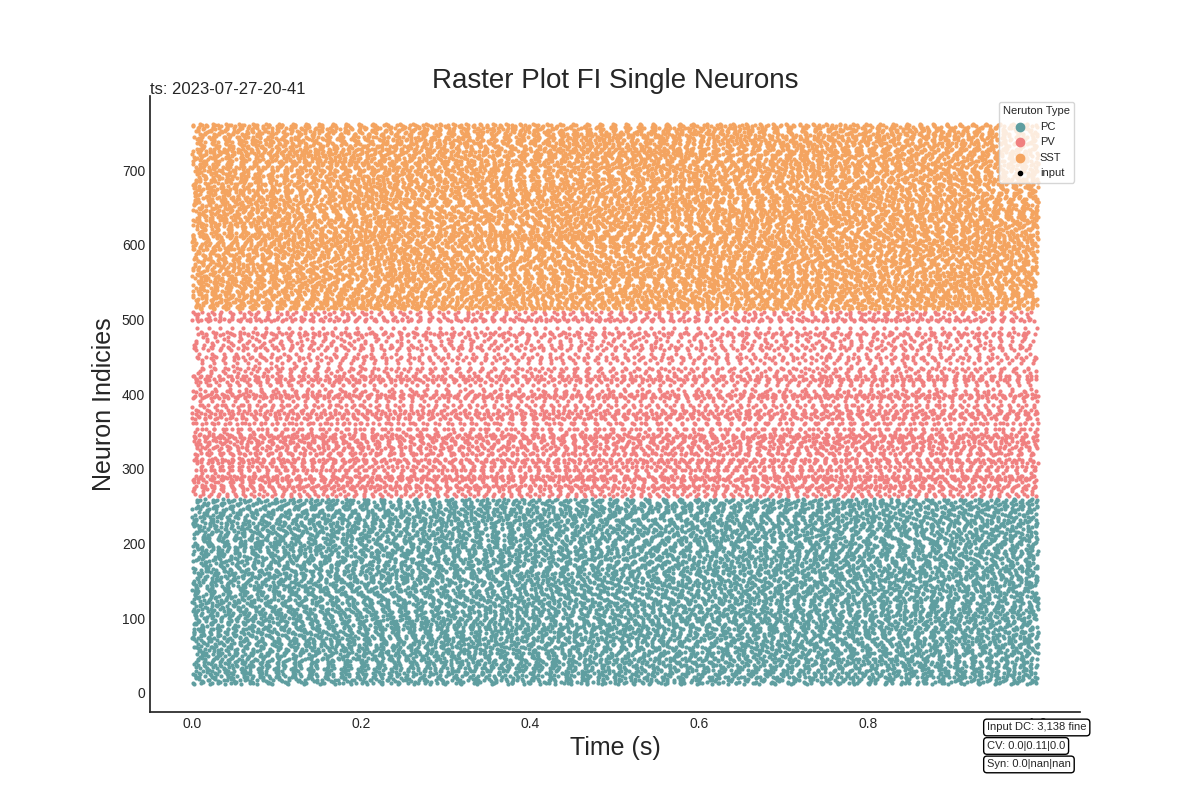 Raster Plot FI Single Neurons
ts: 2023-07-27-20-41
Neruton Type
PC
PV
SST
input
700
600
500
400
300
200
100
0
Neuron Indicies
0.0 0.2 0.4 0.6 0.8
Time (s)
Input DC: 3,138 fine
CV: 0.0|0.11|0.0
Syn: 0.0|nan|nan